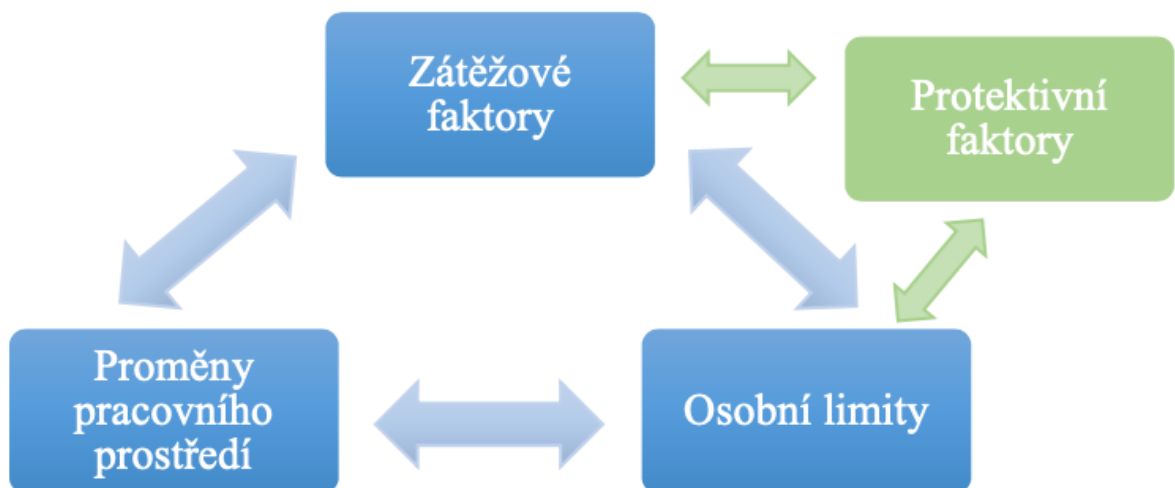 Zátěžové
faktory
Protektivní
faktory
Proměny
pracovního
prostředí
Osobní limity